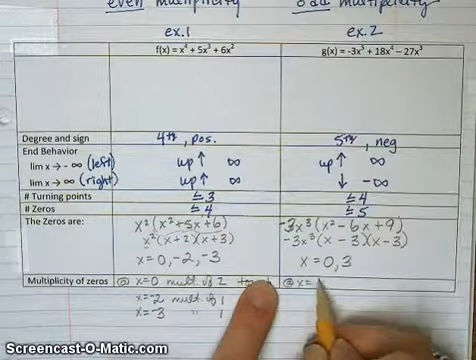 even multiplicity odd multiplicity
ex.1 ex.2
f(x) = x⁴ + 5x³ + 6x² g(x) = -3x⁵ + 18x⁴ – 27x³
Degree and sign 4th, pos. 5th, neg
End Behavior
lim x → - ∞ (left) up ↑ ∞ up ↑ ∞
lim x → ∞ (right) up ↑ ∞ ↓ -∞
# Turning points ≤ 3 ≤ 4
# Zeros ≤ 4 ≤ 5
The Zeros are: x²(x²+5x+6) -3x³(x²-6x+9)
x²(x+2)(x+3) -3x³(x-3)(x-3)
x = 0, -2, -3 x = 0, 3
Multiplicity of zeros @ x=0 mult of 2 @ x=
x=-2 mult. of 1
x=-3 " 1
Screencast-O-Matic.com